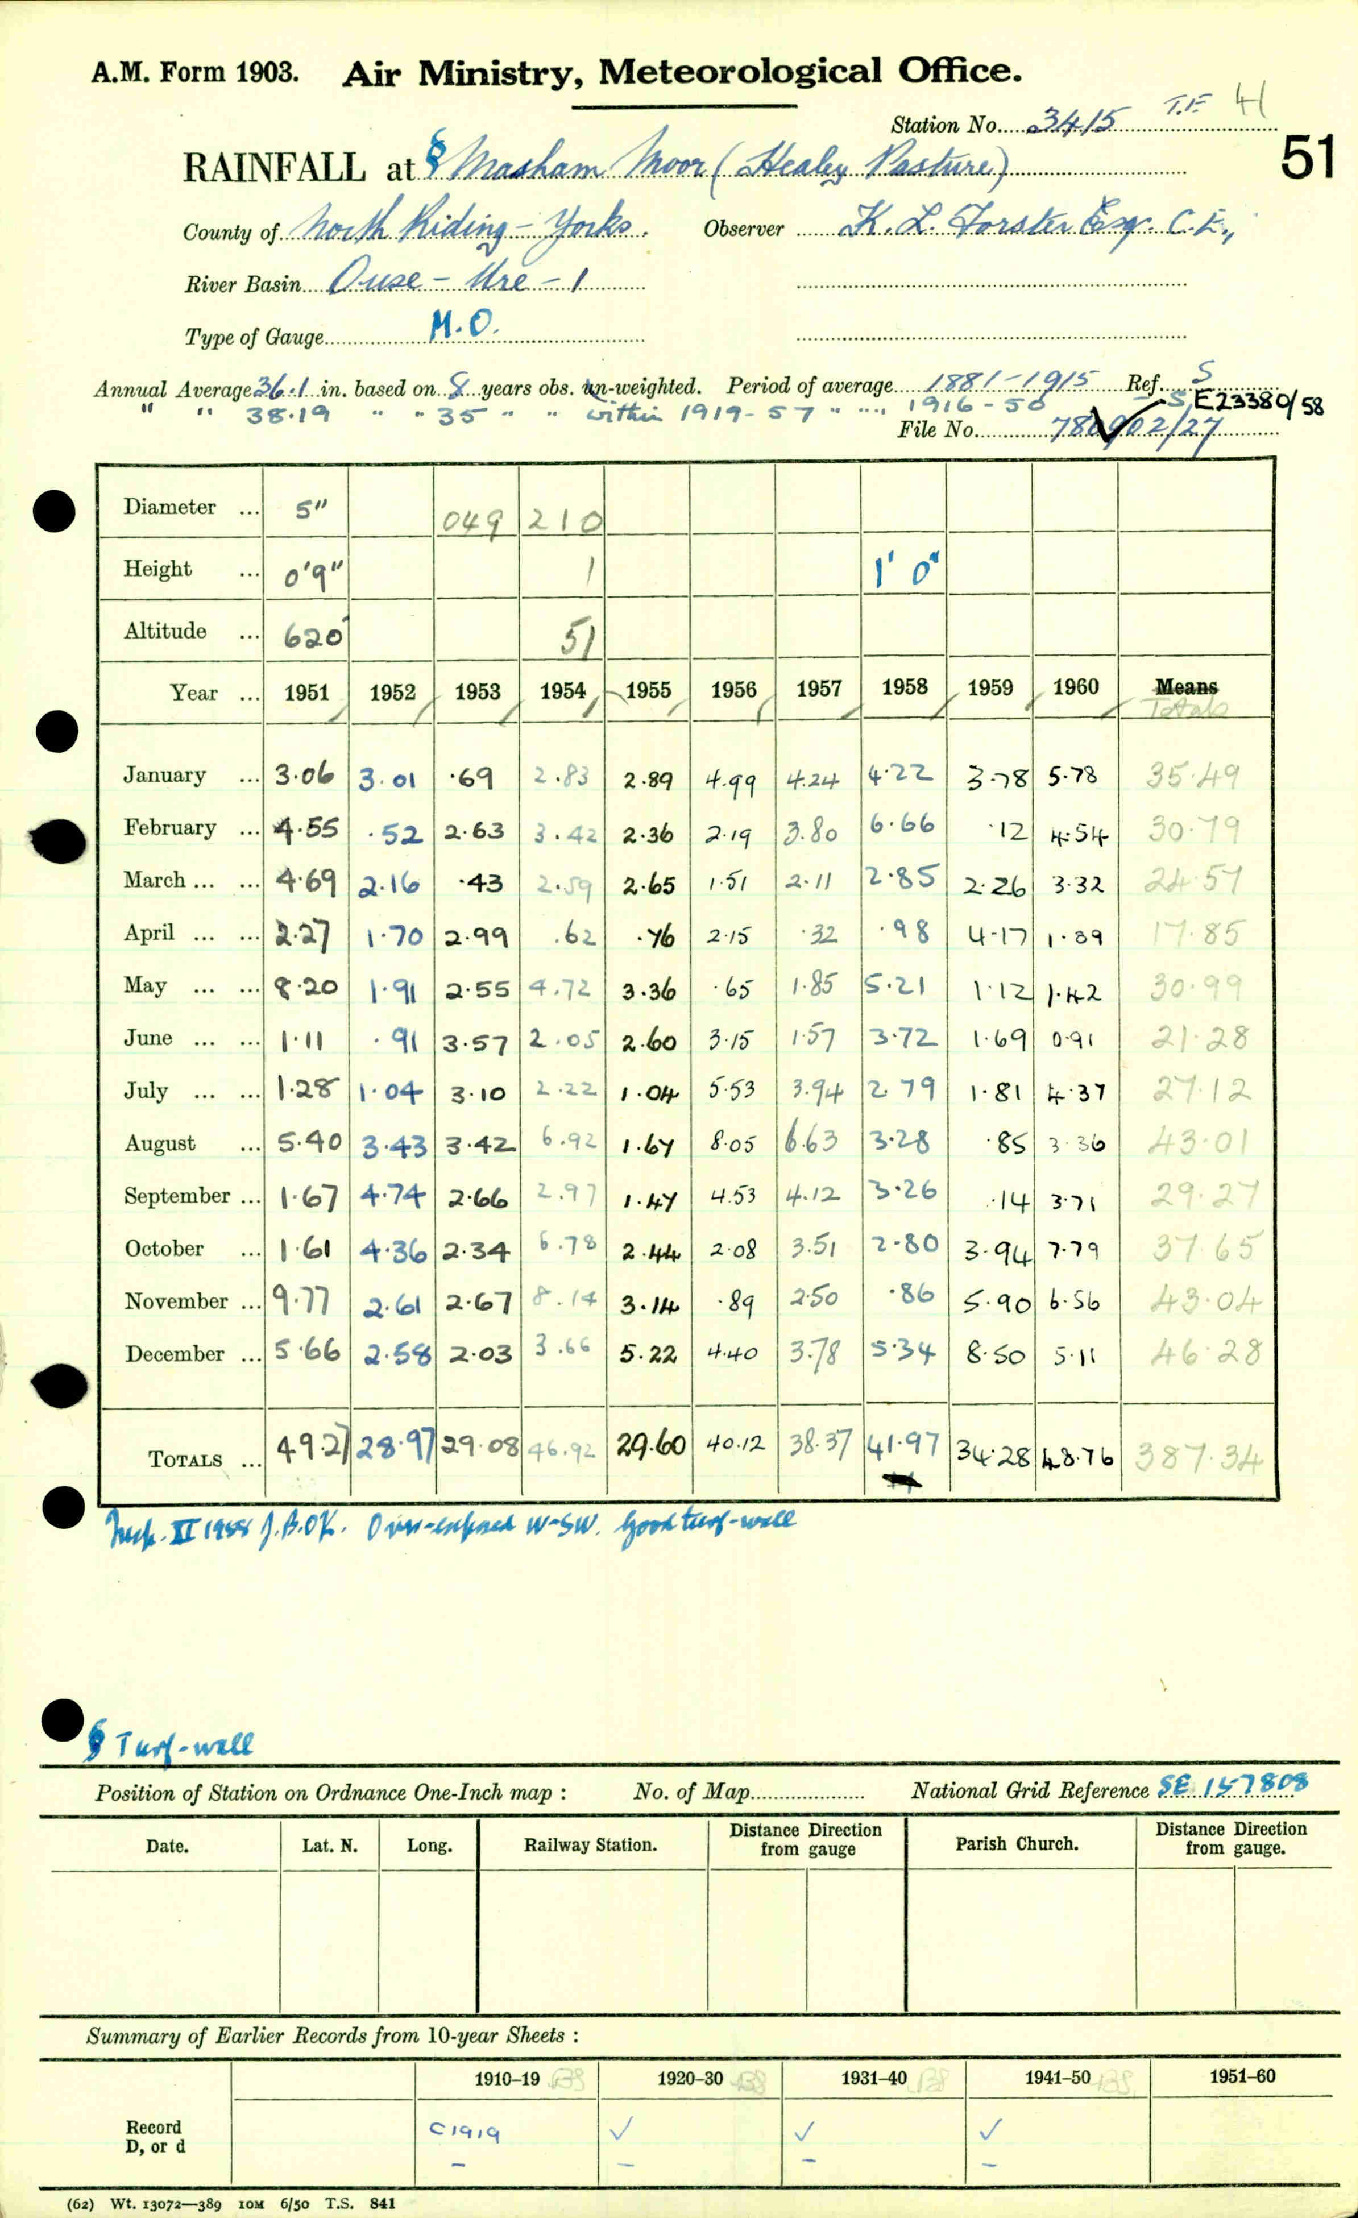 A.M. Form 1903. Air Ministry, Meteorological Office.
Station No. 3415 T.F. 41
51
RAINFALL at § Masham Moor (Healey Pasture)
County of North Riding - Yorks. Observer K. L. Forster Esq. C.E.,
River Basin Ouse - Ure - 1
Type of Gauge M.O.
Annual Average 36.1 in. based on 8 years obs. un-weighted. Period of average 1881-1915 Ref. S
" " 38.19 " " 35 " " within 1919-57 " " " 1916-50 S, E23380/58
File No. 780902/27
Diameter ... 5" 049 210
Height ... 0'9" 1 1' 0"
Altitude ... 620' 51
Year ... 1951 1952 1953 1954 1955 1956 1957 1958 1959 1960 Means
Totals
January ... 3.06 3.01 .69 2.83 2.89 4.99 4.24 4.22 3.78 5.78 35.49
February ... 4.55 .52 2.63 3.42 2.36 2.19 3.80 6.66 .12 4.54 30.79
March ... ... 4.69 2.16 .43 2.59 2.65 1.51 2.11 2.85 2.26 3.32 24.57
April ... ... 2.27 1.70 2.99 .62 .76 2.15 .32 .98 4.17 1.89 17.85
May ... ... 8.20 1.91 2.55 4.72 3.36 .65 1.85 5.21 1.12 1.42 30.99
June ... ... 1.11 .91 3.57 2.05 2.60 3.15 1.57 3.72 1.69 0.91 21.28
July ... ... 1.28 1.04 3.10 2.22 1.04 5.53 3.94 2.79 1.81 4.37 27.12
August ... 5.40 3.43 3.42 6.92 1.67 8.05 6.63 3.28 .85 3.36 43.01
September ... 1.67 4.74 2.66 2.97 1.47 4.53 4.12 3.26 .14 3.71 29.27
October ... 1.61 4.36 2.34 6.78 2.44 2.08 3.51 2.80 3.94 7.79 37.65
November ... 9.77 2.61 2.67 8.14 3.14 .89 2.50 .86 5.90 6.56 43.04
December ... 5.66 2.58 2.03 3.66 5.22 4.40 3.78 5.34 8.50 5.11 46.28
TOTALS ... 49.27 28.97 29.08 46.92 29.60 40.12 38.37 41.97 34.28 48.76 387.34
Insp. J.B. OK. Over-exposed W-SW. Good turf-wall
§ Turf-wall
Position of Station on Ordnance One-Inch map : No. of Map National Grid Reference SE 157808
Date. Lat. N. Long. Railway Station. Distance Direction from gauge Parish Church. Distance Direction from gauge.
Summary of Earlier Records from 10-year Sheets :
1910-19 BS 1920-30 BS 1931-40 BS 1941-50 BS 1951-60
Record C1919 ✓ ✓ ✓
D, or d - - - -
(62) Wt. 13072—389 10M 6/50 T.S. 841